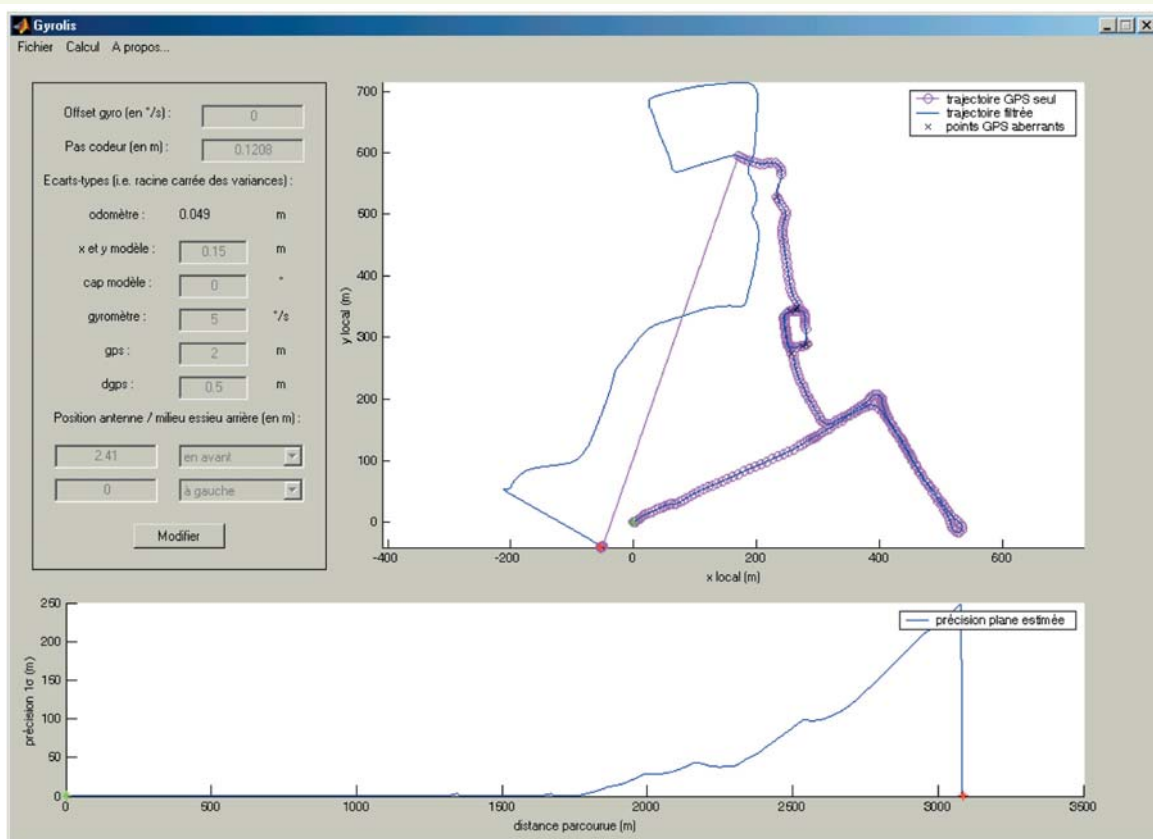 Gyrolis
Fichier Calcul A propos...
Offset gyro (en °/s) : 0
Pas codeur (en m) : 0.1208
Ecarts-types (i.e. racine carrée des variances) :
odomètre : 0.049 m
x et y modèle : 0.15 m
cap modèle : 0 °
gyromètre : 5 °/s
gps : 2 m
dgps : 0.5 m
Position antenne / milieu essieu arrière (en m) :
2.41 en avant
0 à gauche
Modifier
trajectoire GPS seul
trajectoire filtrée
points GPS aberrants
y local (m)
700
600
500
400
300
200
100
0
-400 -200 0 200 400 600
x local (m)
précision plane estimée
précision 1σ (m)
250
200
150
100
50
0
0 500 1000 1500 2000 2500 3000 3500
distance parcourue (m)